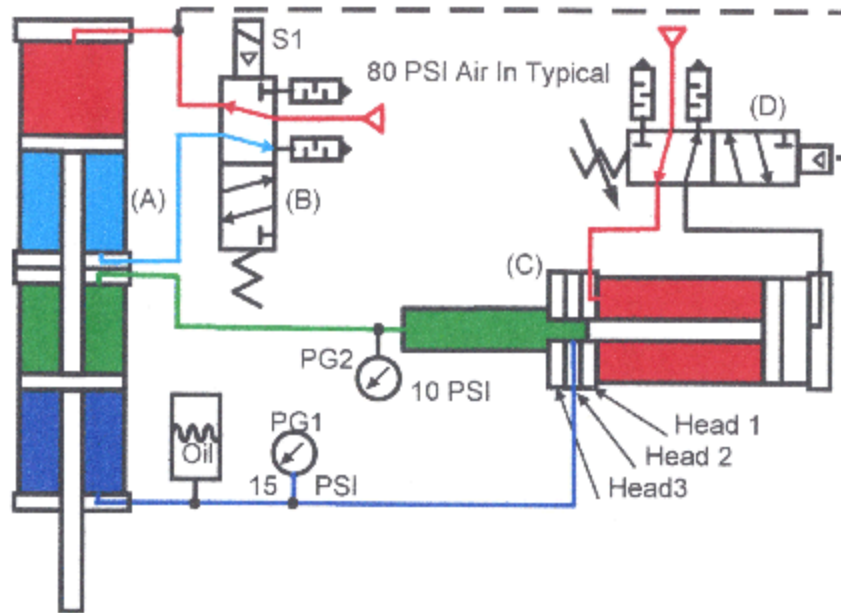 S1
80 PSI Air In Typical
(D)
(A)
(B)
(C)
PG2
10 PSI
PG1
Oil
15 PSI
Head 1
Head 2
Head3